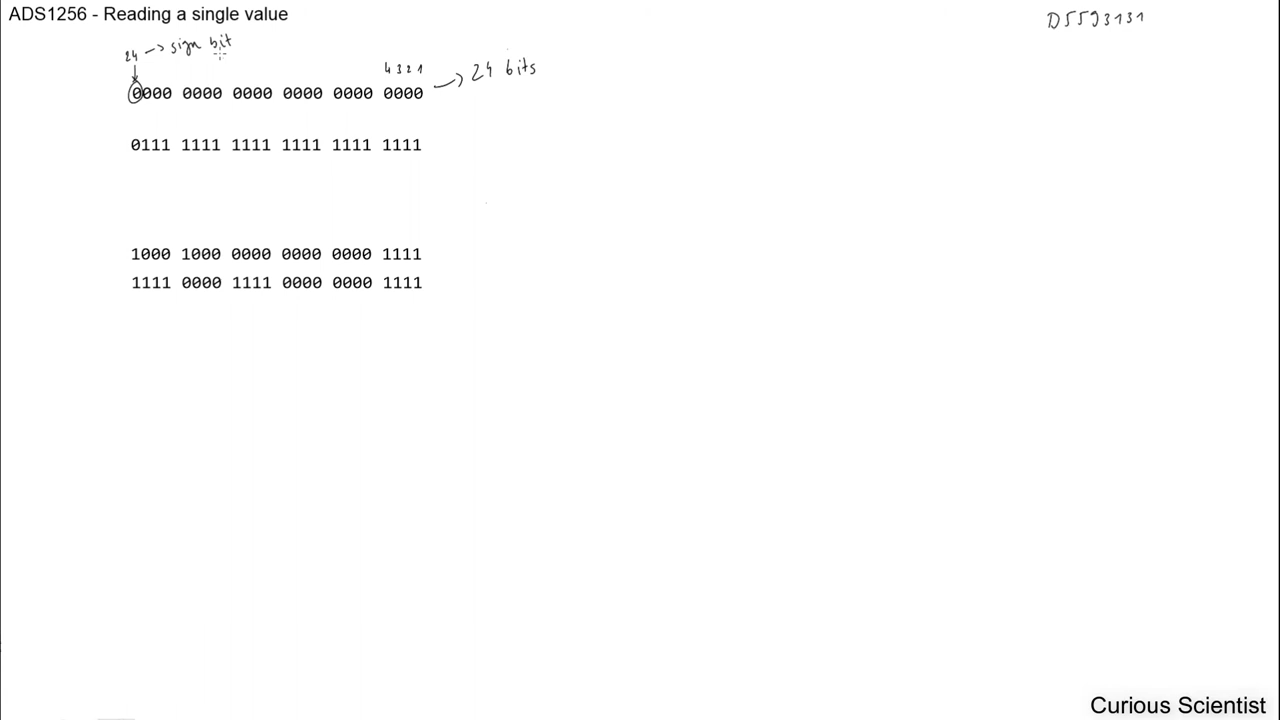 ADS1256 - Reading a single value
D5593131
24 -> sign bit
4 3 2 1
0000 0000 0000 0000 0000 0000 -> 24 bits
0111 1111 1111 1111 1111 1111
1000 1000 0000 0000 0000 1111
1111 0000 1111 0000 0000 1111
Curious Scientist